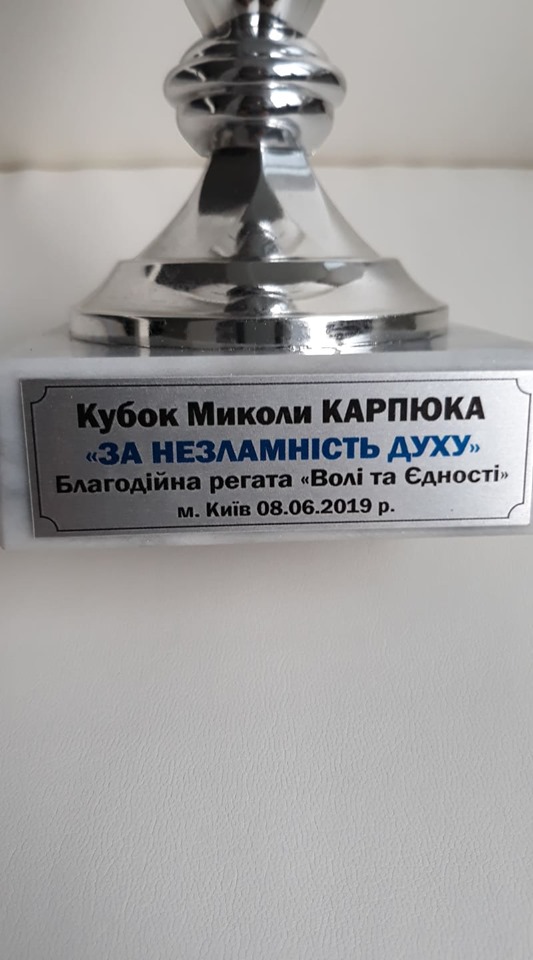 Кубок Миколи КАРПЮКА
«ЗА НЕЗЛАМНІСТЬ ДУХУ»
Благодійна регата «Волі та Єдності»
м. Київ 08.06.2019 р.